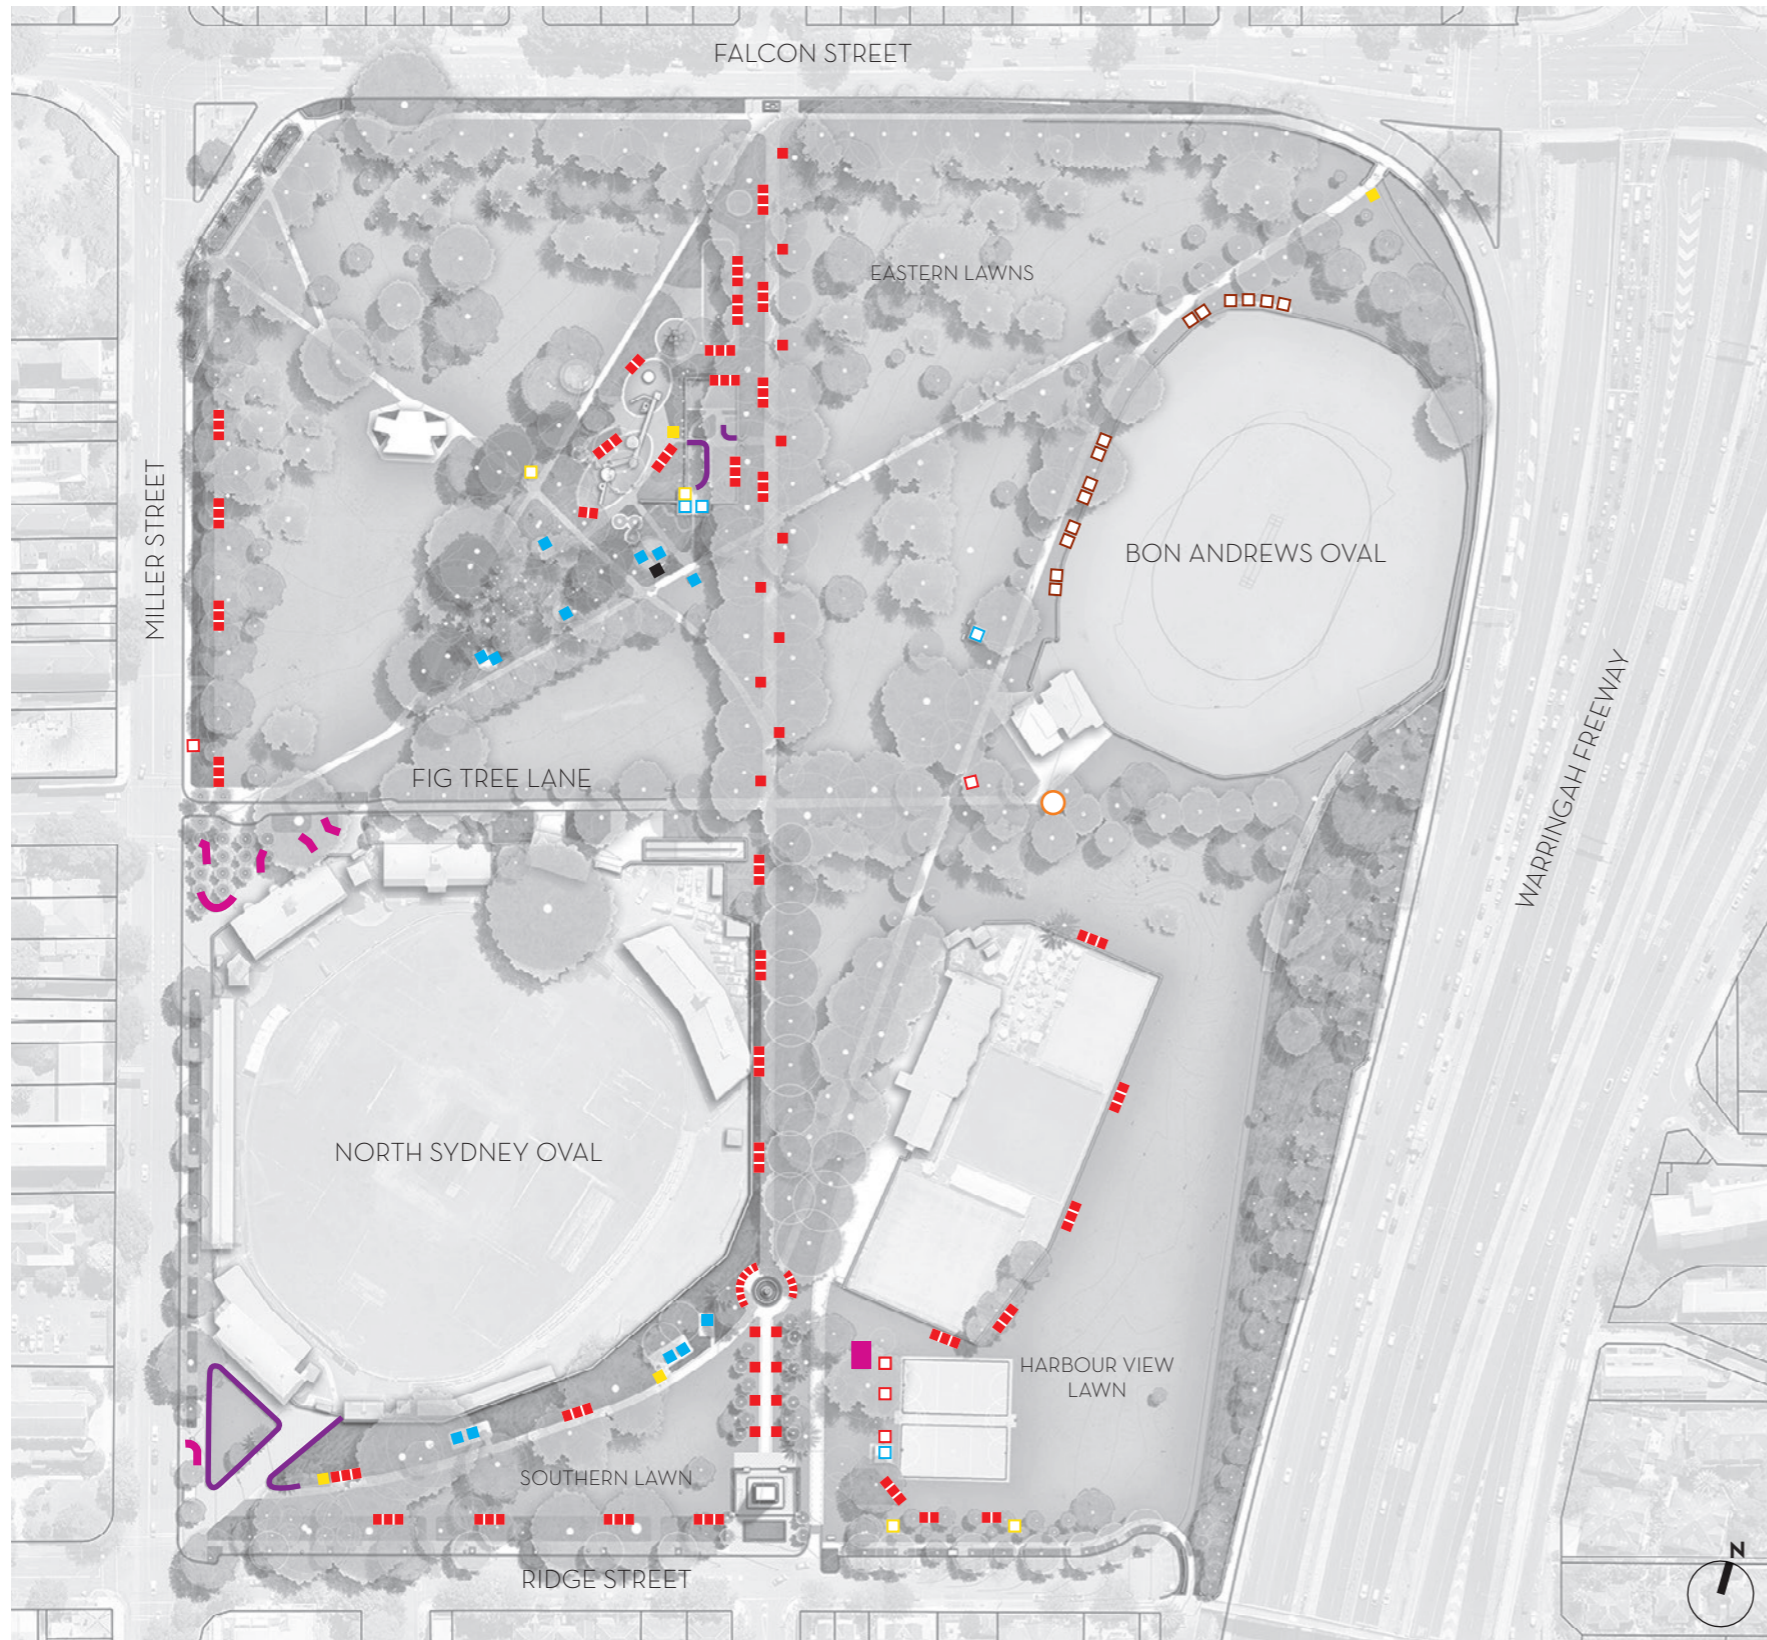 FALCON STREET
EASTERN LAWNS
MILLER STREET
BON ANDREWS OVAL
WARRINGAH FREEWAY
FIG TREE LANE
NORTH SYDNEY OVAL
HARBOUR VIEW
LAWN
SOUTHERN LAWN
RIDGE STREET
N